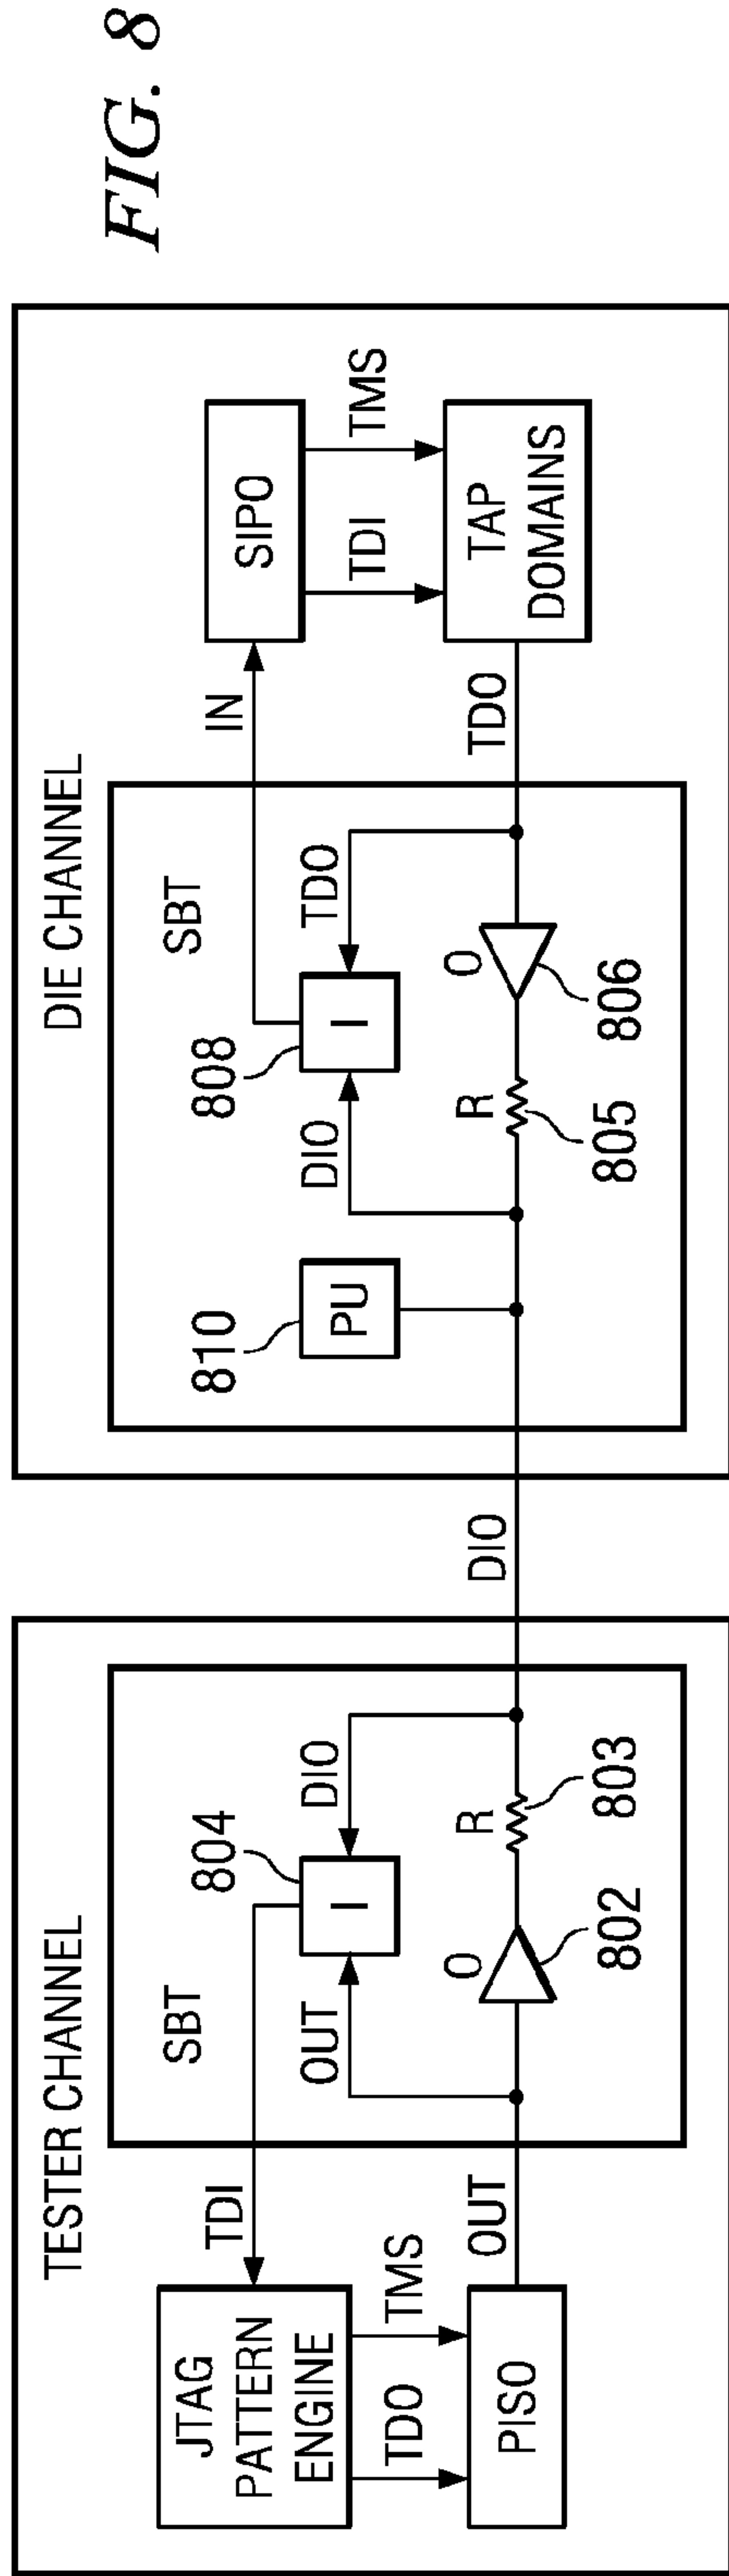 FIG. 8
TESTER CHANNEL
JTAG
PATTERN
ENGINE
TDI
TDO
TMS
PISO
OUT
SBT
804
I
OUT
DIO
O
R
802
803
DIO
DIE CHANNEL
810
PU
808
SBT
I
DIO
TDO
R
O
805
806
IN
TDO
SIPO
TDI
TMS
TAP
DOMAINS